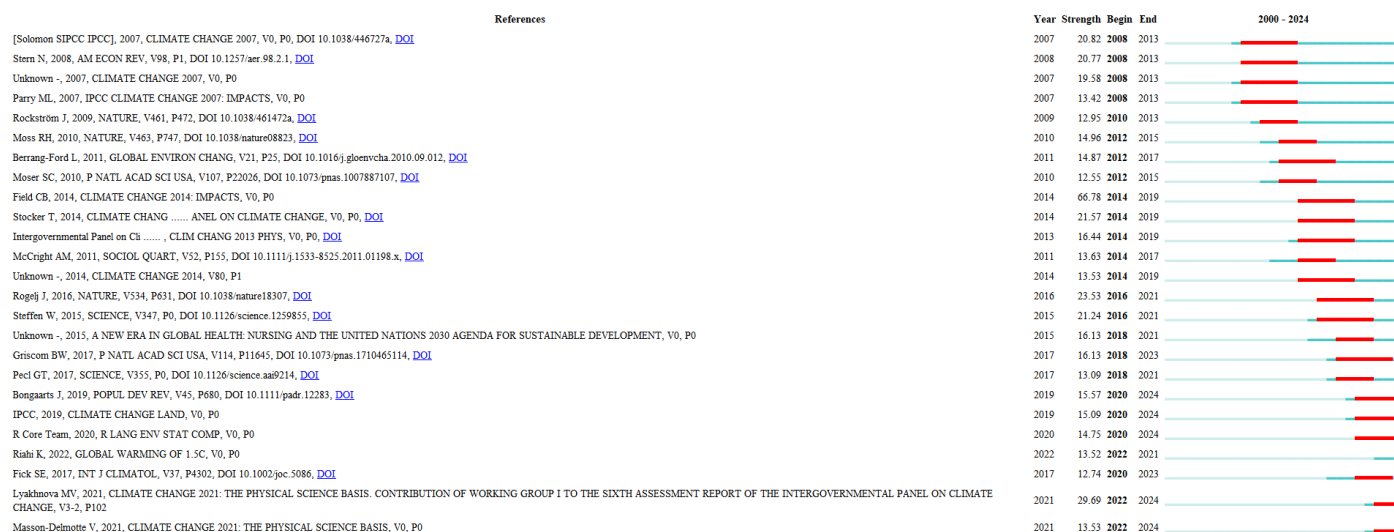 References Year Strength Begin End 2000 - 2024
[Solomon SIPCC IPCC], 2007, CLIMATE CHANGE 2007, V0, P0, DOI 10.1038/446727a, DOI 2007 20.82 2008 2013
Stern N, 2008, AM ECON REV, V98, P1, DOI 10.1257/aer.98.2.1, DOI 2008 20.77 2008 2013
Unknown -, 2007, CLIMATE CHANGE 2007, V0, P0 2007 19.58 2008 2013
Parry ML, 2007, IPCC CLIMATE CHANGE 2007: IMPACTS, V0, P0 2007 13.42 2008 2013
Rockström J, 2009, NATURE, V461, P472, DOI 10.1038/461472a, DOI 2009 12.95 2010 2013
Moss RH, 2010, NATURE, V463, P747, DOI 10.1038/nature08823, DOI 2010 14.96 2012 2015
Berrang-Ford L, 2011, GLOBAL ENVIRON CHANG, V21, P25, DOI 10.1016/j.gloenvcha.2010.09.012, DOI 2011 14.87 2012 2017
Moser SC, 2010, P NATL ACAD SCI USA, V107, P22026, DOI 10.1073/pnas.1007887107, DOI 2010 12.55 2012 2015
Field CB, 2014, CLIMATE CHANGE 2014: IMPACTS, V0, P0 2014 66.78 2014 2019
Stocker T, 2014, CLIMATE CHANG ...... ANEL ON CLIMATE CHANGE, V0, P0, DOI 2014 21.57 2014 2019
Intergovernmental Panel on Cli ...... , CLIM CHANG 2013 PHYS, V0, P0, DOI 2013 16.44 2014 2019
McCright AM, 2011, SOCIOL QUART, V52, P155, DOI 10.1111/j.1533-8525.2011.01198.x, DOI 2011 13.63 2014 2017
Unknown -, 2014, CLIMATE CHANGE 2014, V80, P1 2014 13.53 2014 2019
Rogelj J, 2016, NATURE, V534, P631, DOI 10.1038/nature18307, DOI 2016 23.53 2016 2021
Steffen W, 2015, SCIENCE, V347, P0, DOI 10.1126/science.1259855, DOI 2015 21.24 2016 2021
Unknown -, 2015, A NEW ERA IN GLOBAL HEALTH: NURSING AND THE UNITED NATIONS 2030 AGENDA FOR SUSTAINABLE DEVELOPMENT, V0, P0 2015 16.13 2018 2021
Griscom BW, 2017, P NATL ACAD SCI USA, V114, P11645, DOI 10.1073/pnas.1710465114, DOI 2017 16.13 2018 2023
Pecl GT, 2017, SCIENCE, V355, P0, DOI 10.1126/science.aai9214, DOI 2017 13.09 2018 2021
Bongaarts J, 2019, POPUL DEV REV, V45, P680, DOI 10.1111/padr.12283, DOI 2019 15.57 2020 2024
IPCC, 2019, CLIMATE CHANGE LAND, V0, P0 2019 15.09 2020 2024
R Core Team, 2020, R LANG ENV STAT COMP, V0, P0 2020 14.75 2020 2024
Riahi K, 2022, GLOBAL WARMING OF 1.5C, V0, P0 2022 13.52 2022 2021
Fick SE, 2017, INT J CLIMATOL, V37, P4302, DOI 10.1002/joc.5086, DOI 2017 12.74 2020 2023
Lyakhnova MV, 2021, CLIMATE CHANGE 2021: THE PHYSICAL SCIENCE BASIS. CONTRIBUTION OF WORKING GROUP I TO THE SIXTH ASSESSMENT REPORT OF THE INTERGOVERNMENTAL PANEL ON CLIMATE 2021 29.69 2022 2024
CHANGE, V3-2, P102
Masson-Delmotte V, 2021, CLIMATE CHANGE 2021: THE PHYSICAL SCIENCE BASIS, V0, P0 2021 13.53 2022 2024